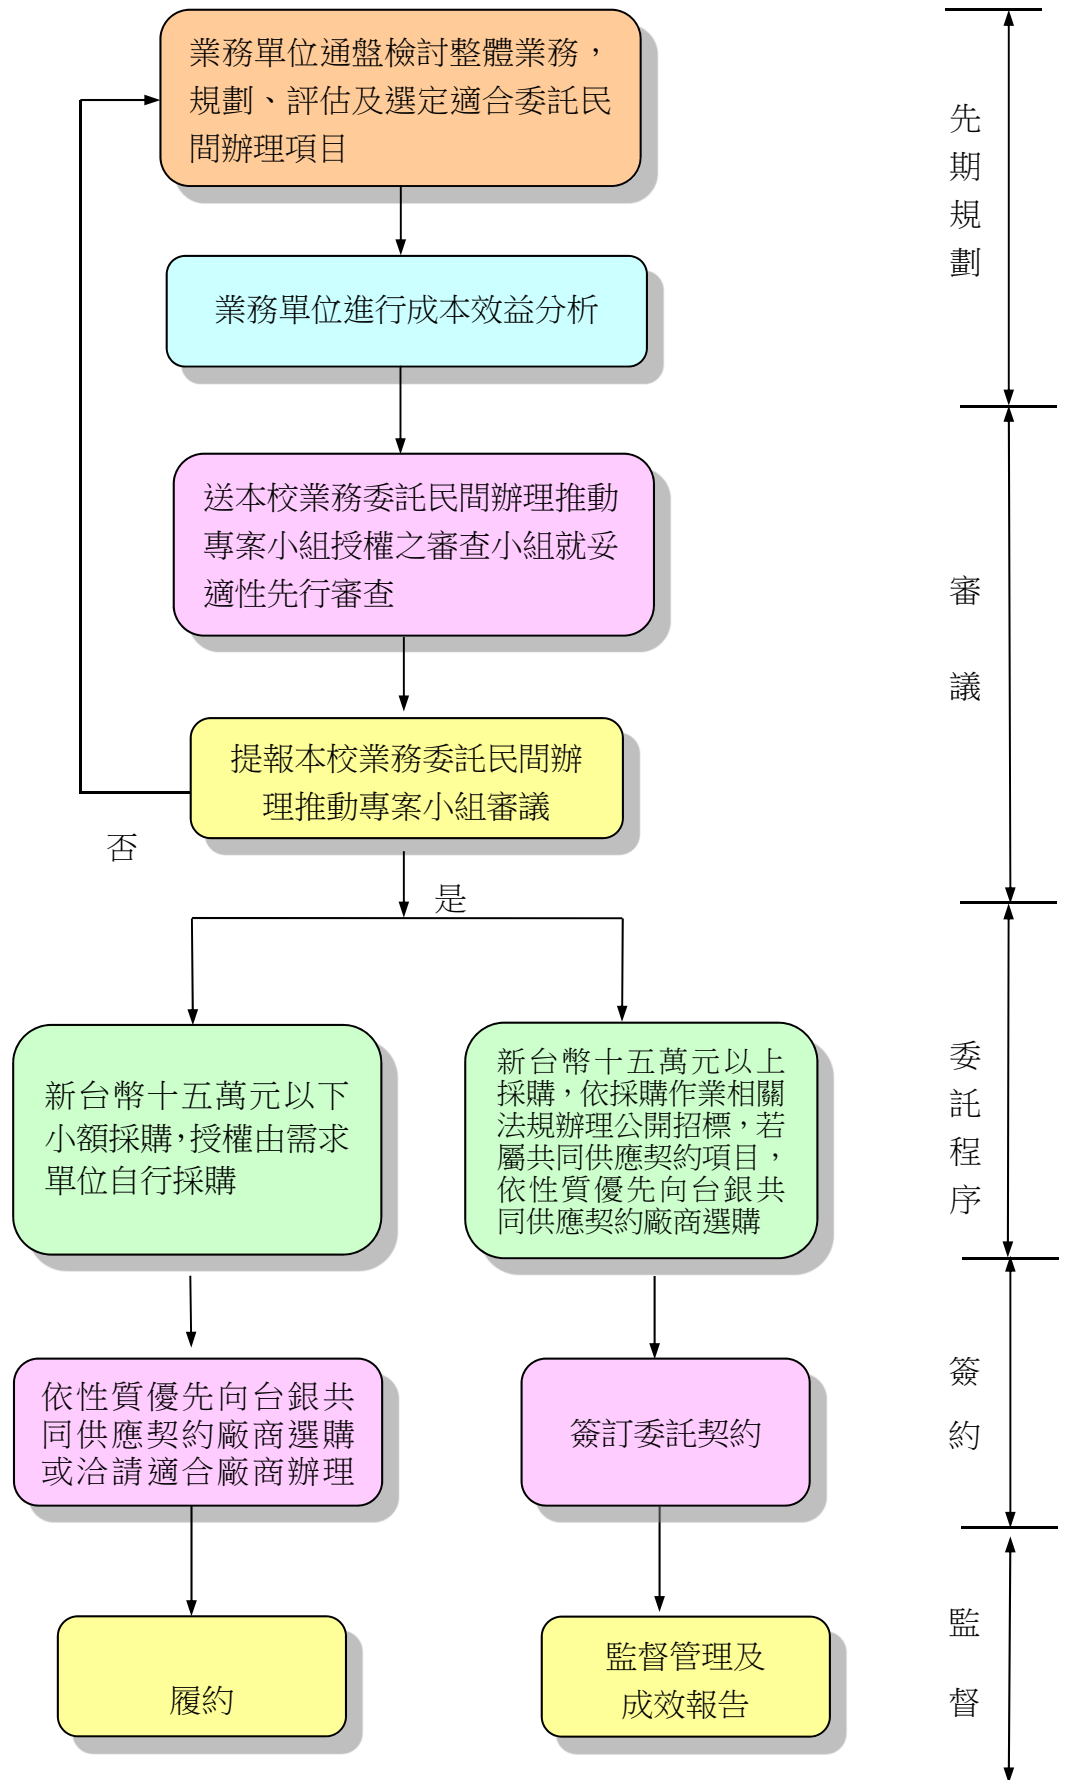 業務單位通盤檢討整體業務，
規劃、評估及選定適合委託民
間辦理項目
業務單位進行成本效益分析
送本校業務委託民間辦理推動
專案小組授權之審查小組就妥
適性先行審查
提報本校業務委託民間辦
理推動專案小組審議
否
是
新台幣十五萬元以下
小額採購，授權由需求
單位自行採購
新台幣十五萬元以上
採購，依採購作業相關
法規辦理公開招標，若
屬共同供應契約項目，
依性質優先向台銀共
同供應契約廠商選購
依性質優先向台銀共
同供應契約廠商選購
或洽請適合廠商辦理
簽訂委託契約
履約
監督管理及
成效報告
先期規劃
審議
委託程序
簽約
監督